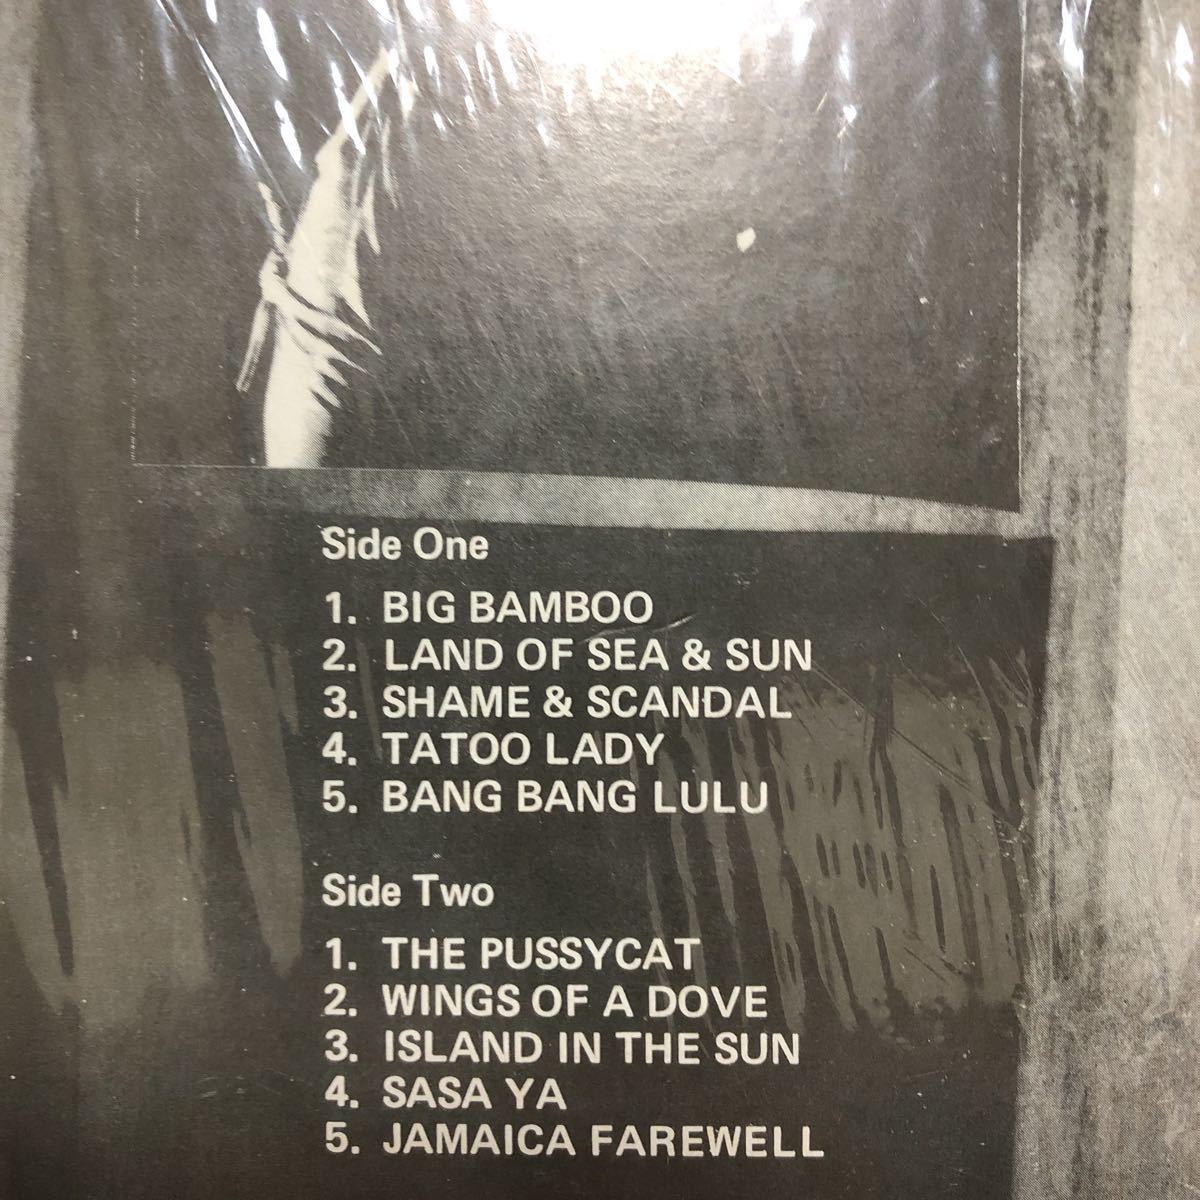 Side One
1. BIG BAMBOO
2. LAND OF SEA & SUN
3. SHAME & SCANDAL
4. TATOO LADY
5. BANG BANG LULU
Side Two
1. THE PUSSYCAT
2. WINGS OF A DOVE
3. ISLAND IN THE SUN
4. SASA YA
5. JAMAICA FAREWELL